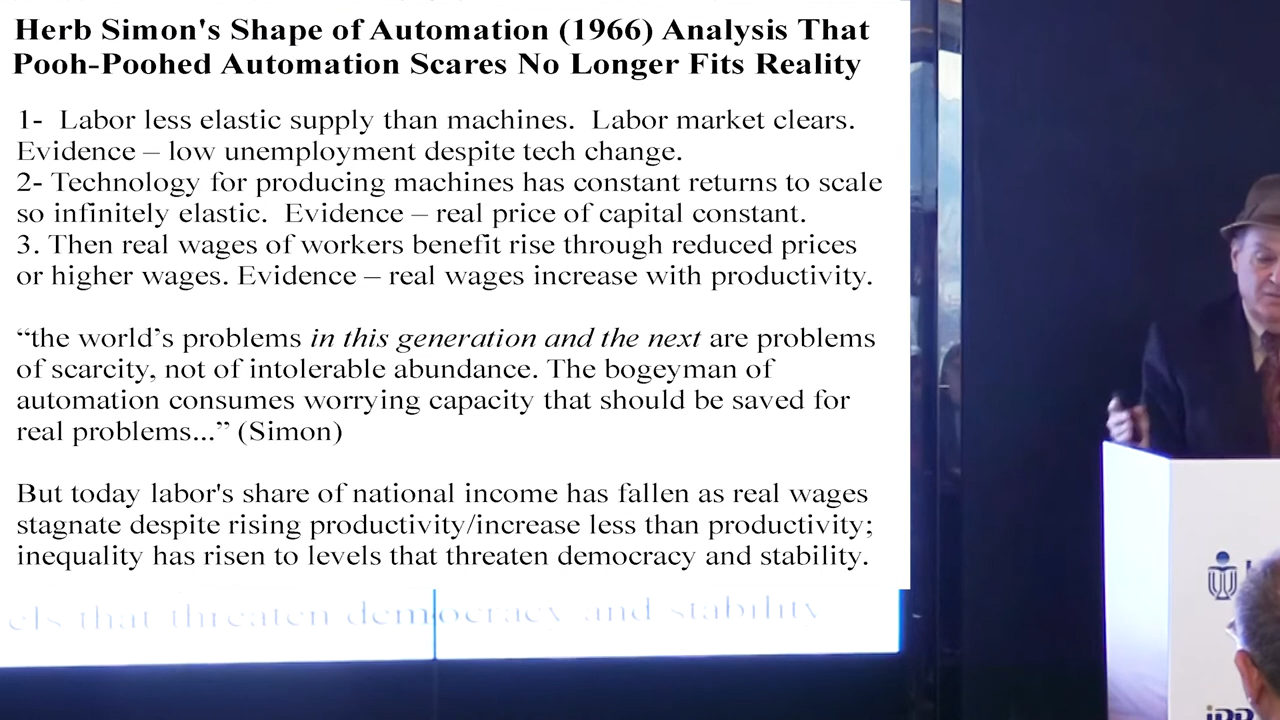 Herb Simon's Shape of Automation (1966) Analysis That
Pooh-Poohed Automation Scares No Longer Fits Reality
1- Labor less elastic supply than machines. Labor market clears.
Evidence – low unemployment despite tech change.
2- Technology for producing machines has constant returns to scale
so infinitely elastic. Evidence – real price of capital constant.
3. Then real wages of workers benefit rise through reduced prices
or higher wages. Evidence – real wages increase with productivity.
“the world’s problems in this generation and the next are problems
of scarcity, not of intolerable abundance. The bogeyman of
automation consumes worrying capacity that should be saved for
real problems...” (Simon)
But today labor's share of national income has fallen as real wages
stagnate despite rising productivity/increase less than productivity;
inequality has risen to levels that threaten democracy and stability.
els that threaten democracy and stability